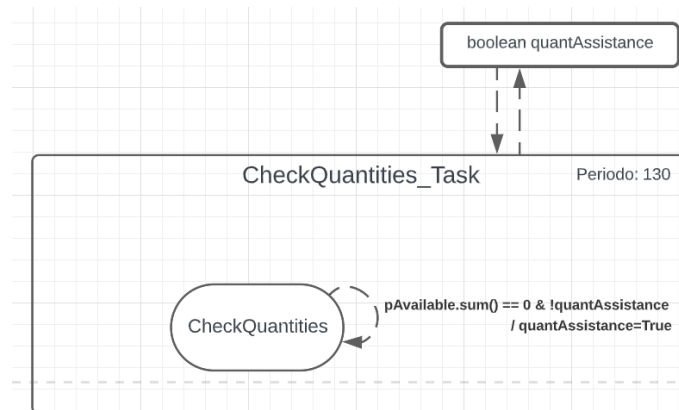 boolean quantAssistance
CheckQuantities_Task
Periodo: 130
pAvailable.sum() == 0 & !quantAssistance
/ quantAssistance=True
CheckQuantities